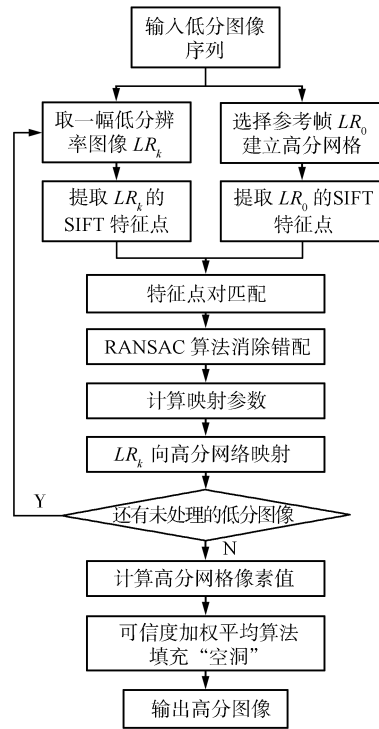 输入低分图像
序列
取一幅低分辨
率图像 LRk
选择参考帧 LR0
建立高分网格
提取 LRk 的
SIFT 特征点
提取 LR0 的SIFT
特征点
特征点对匹配
RANSAC 算法消除错配
计算映射参数
LRk 向高分网络映射
Y
还有未处理的低分图像
N
计算高分网格像素值
可信度加权平均算法
填充“空洞”
输出高分图像